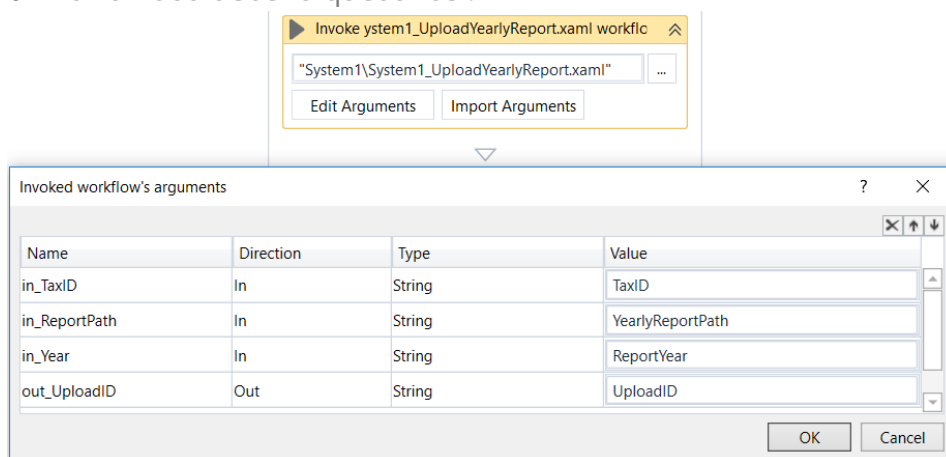 Invoke ystem1_UploadYearlyReport.xaml workflc
"System1\System1_UploadYearlyReport.xaml" ...
Edit Arguments Import Arguments
Invoked workflow's arguments ? ×
Name Direction Type Value
in_TaxID In String TaxID
in_ReportPath In String YearlyReportPath
in_Year In String ReportYear
out_UploadID Out String UploadID
OK Cancel